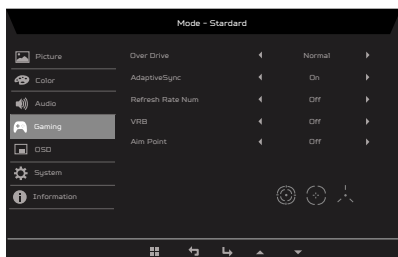 Mode - Stardard
Picture
Color
Audio
Gaming
OSD
System
Information
Over Drive Normal
AdaptiveSync On
Refresh Rate Num Off
VRB Off
Aim Point Off